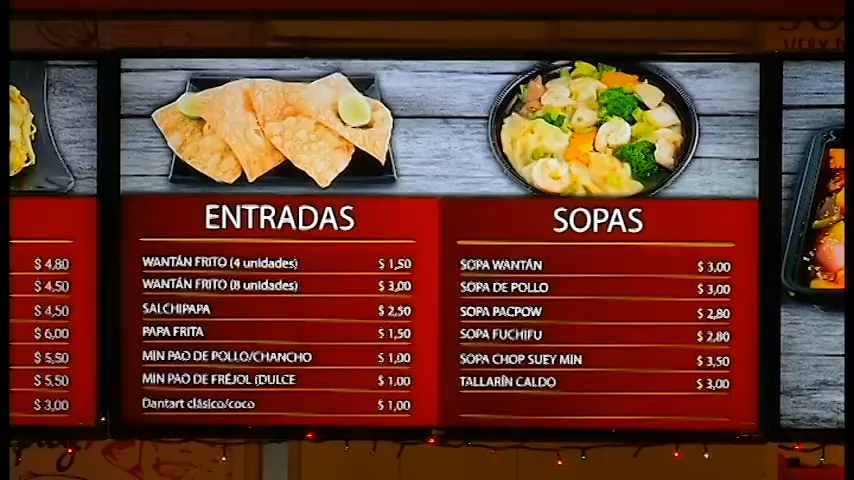 $ 4,80
$ 4,50
$ 4,50
$ 6,00
$ 5,50
$ 5,50
$ 3,00
ENTRADAS
WANTÁN FRITO (4 unidades) $ 1,50
WANTÁN FRITO (8 unidades) $ 3,00
SALCHIPAPA $ 2,50
PAPA FRITA $ 1,50
MIN PAO DE POLLO/CHANCHO $ 1,00
MIN PAO DE FRÉJOL (DULCE $ 1,00
Dantart clásico/coco $ 1,00
SOPAS
SOPA WANTÁN $ 3,00
SOPA DE POLLO $ 3,00
SOPA PACPOW $ 2,80
SOPA FUCHIFU $ 2,80
SOPA CHOP SUEY MIN $ 3,50
TALLARÍN CALDO $ 3,00